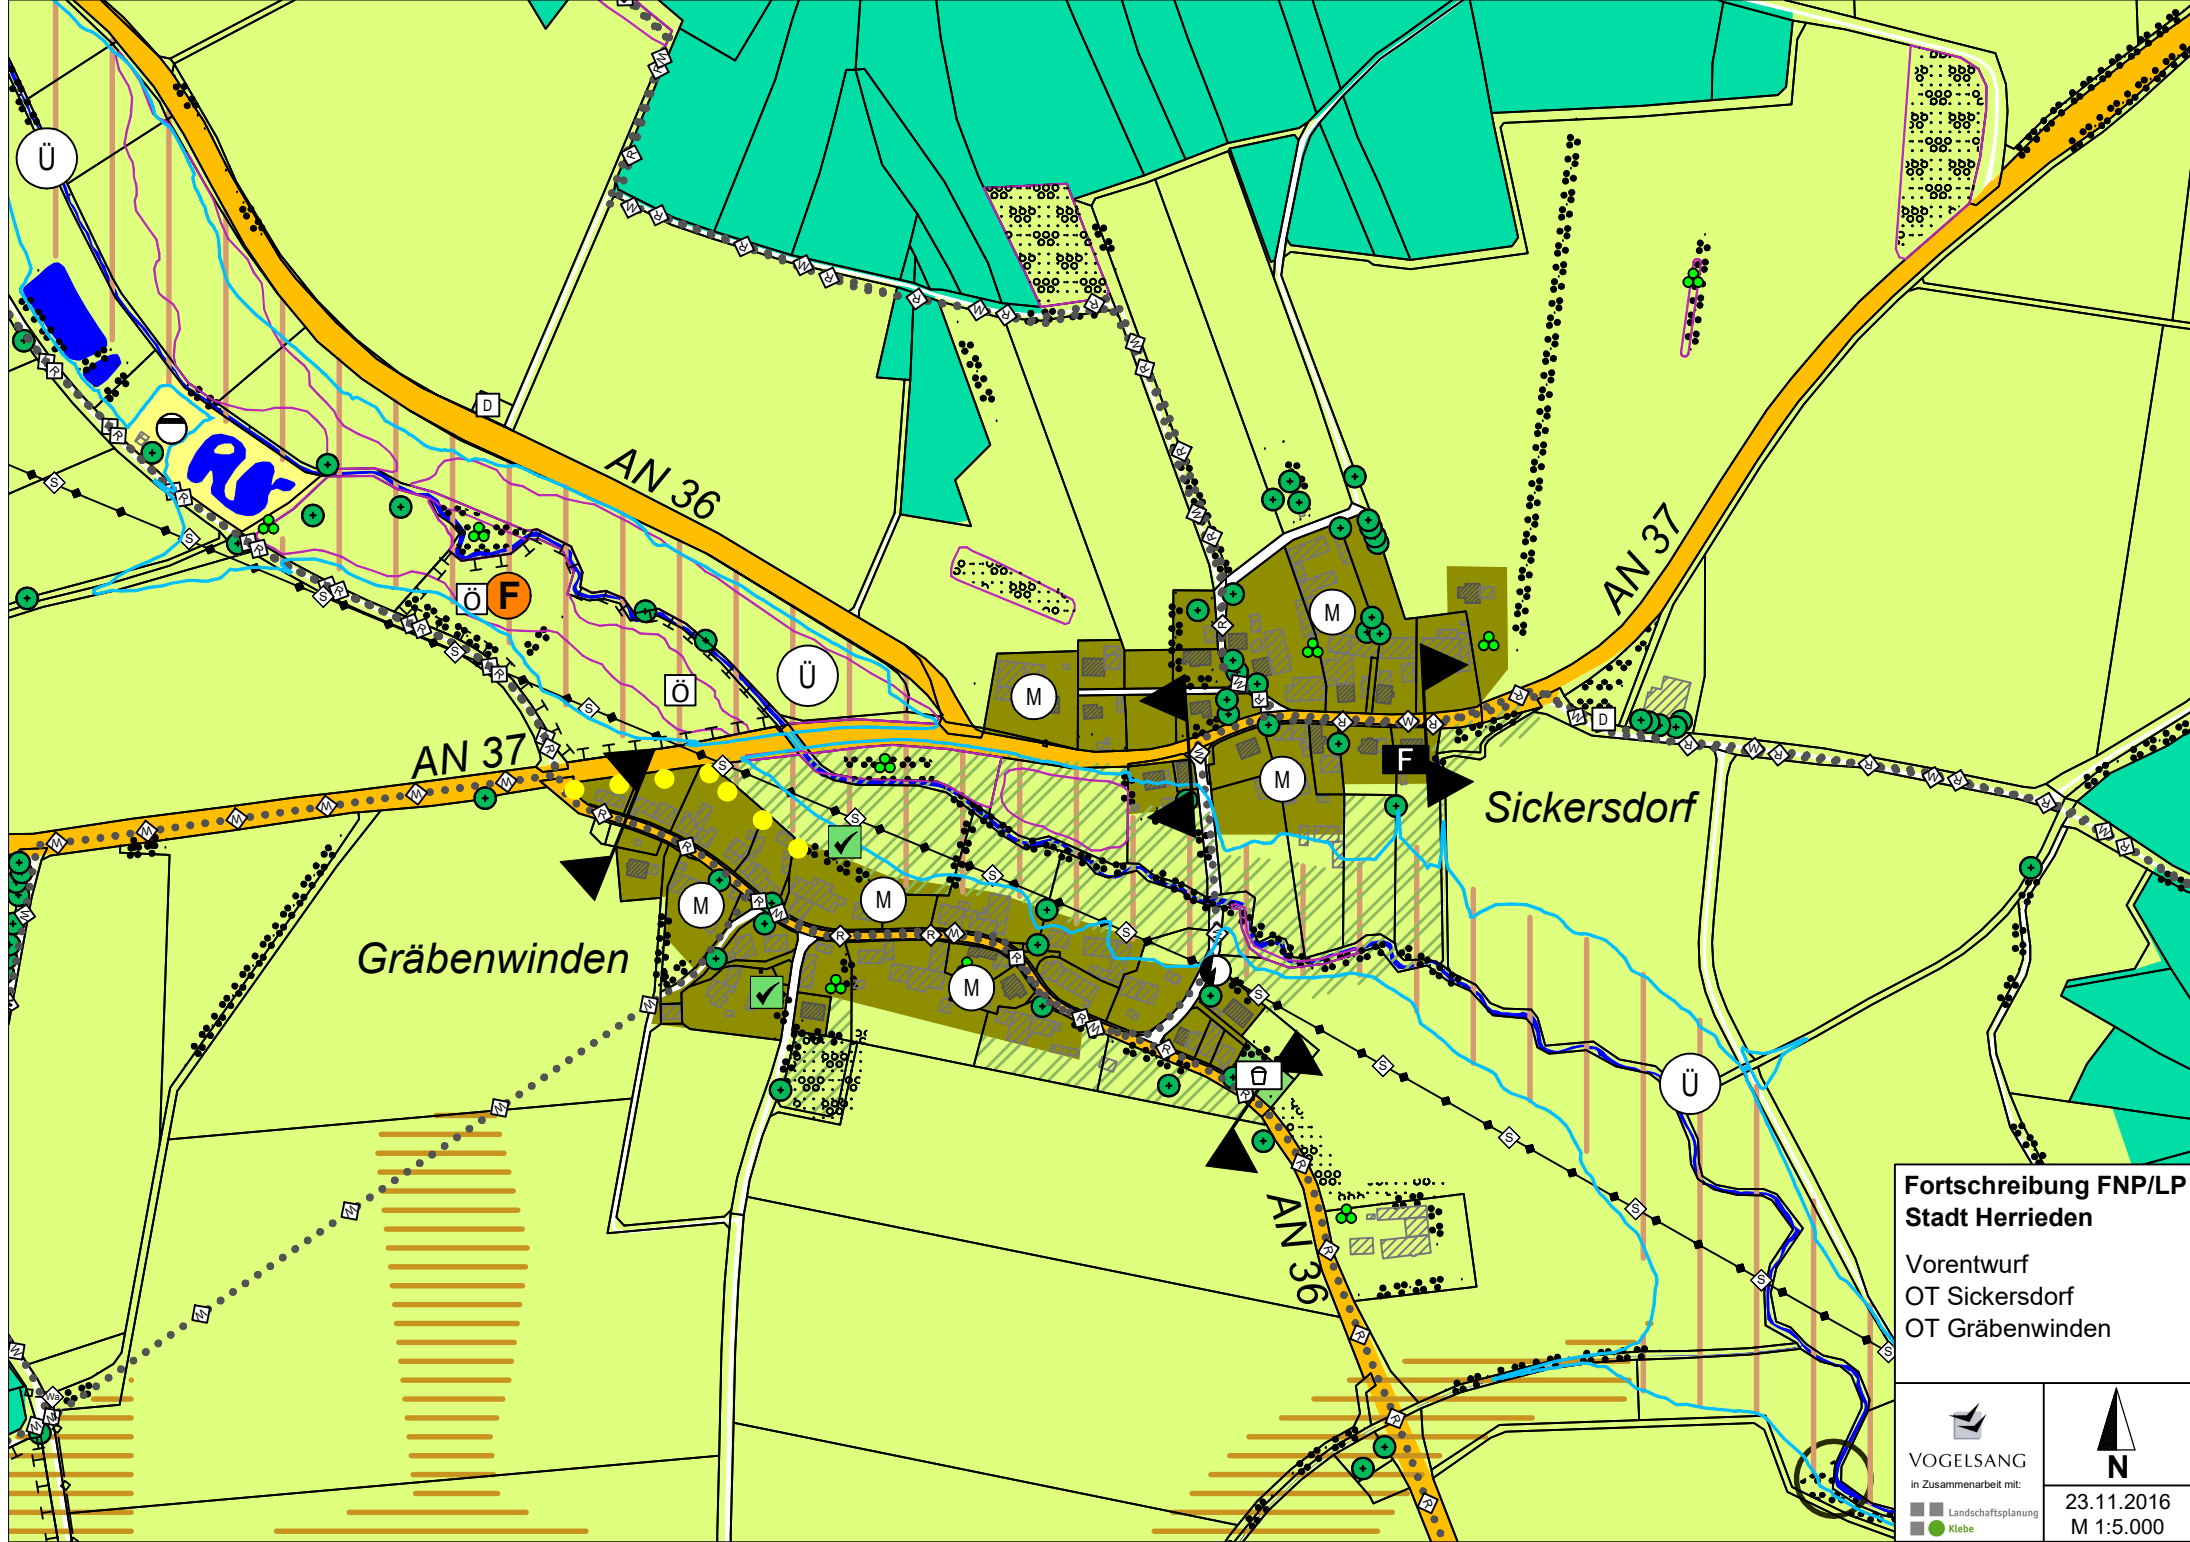 Ü
D
AN 36
AN 37
M
Ö
F
Ö
Ü
M
M
F
D
AN 37
Sickersdorf
M
M
M
Gräbenwinden
Ü
AN 36
Fortschreibung FNP/LP
Stadt Herrieden
Vorentwurf
OT Sickersdorf
OT Gräbenwinden
VOGELSANG
in Zusammenarbeit mit:
Landschaftsplanung
Klebe
N
23.11.2016
M 1:5.000